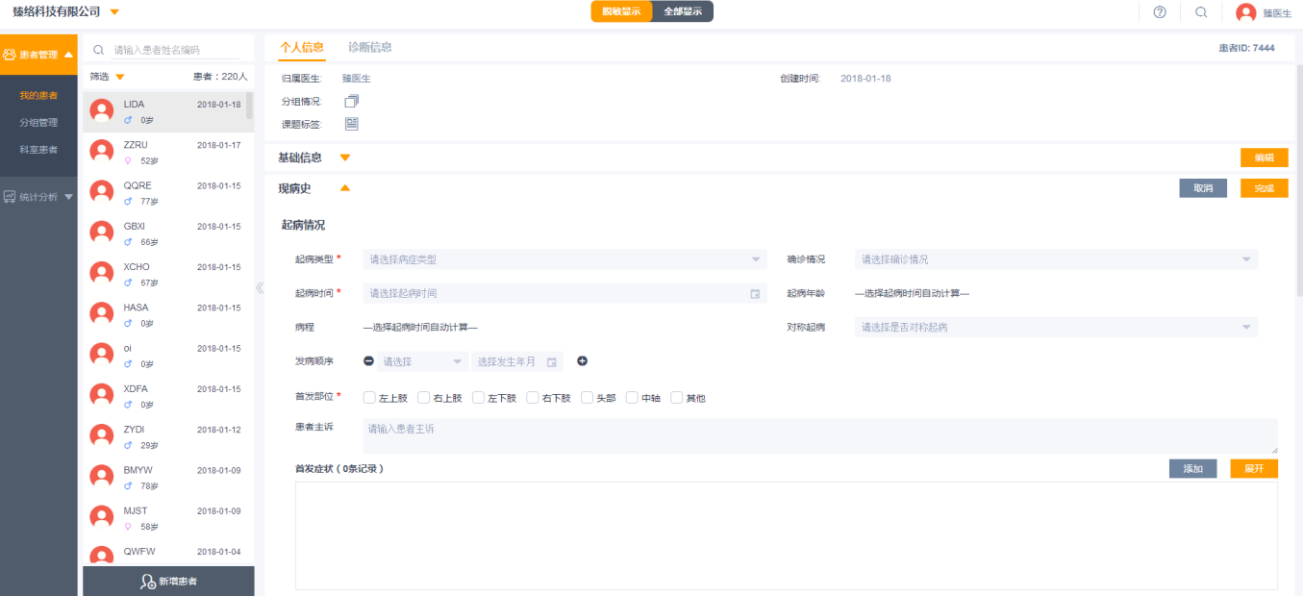 臻络科技有限公司
脱敏显示 全部显示
臻医生
患者管理
我的患者
分组管理
科室患者
统计分析
请输入患者姓名编码
筛选 患者：220人
LIDA 2018-01-18
0岁
ZZRU 2018-01-17
52岁
QQRE 2018-01-15
77岁
GBXI 2018-01-15
66岁
XCHO 2018-01-15
67岁
HASA 2018-01-15
0岁
oi 2018-01-15
0岁
XDFA 2018-01-15
0岁
ZYDI 2018-01-12
29岁
BMYW 2018-01-09
78岁
MJST 2018-01-09
58岁
QWFW 2018-01-04
新增患者
个人信息 诊断信息 患者ID: 7444
归属医生: 臻医生 创建时间: 2018-01-18
分组情况:
课题标签:
基础信息 编辑
现病史 取消 完成
起病情况
起病类型 * 请选择病症类型 确诊情况 请选择确诊情况
起病时间 * 请选择起病时间 起病年龄 —选择起病时间自动计算—
病程 —选择起病时间自动计算— 对称起病 请选择是否对称起病
发病顺序 请选择 选择发生年月
首发部位 * 左上肢 右上肢 左下肢 右下肢 头部 中轴 其他
患者主诉 请输入患者主诉
首发症状（0条记录） 添加 展开